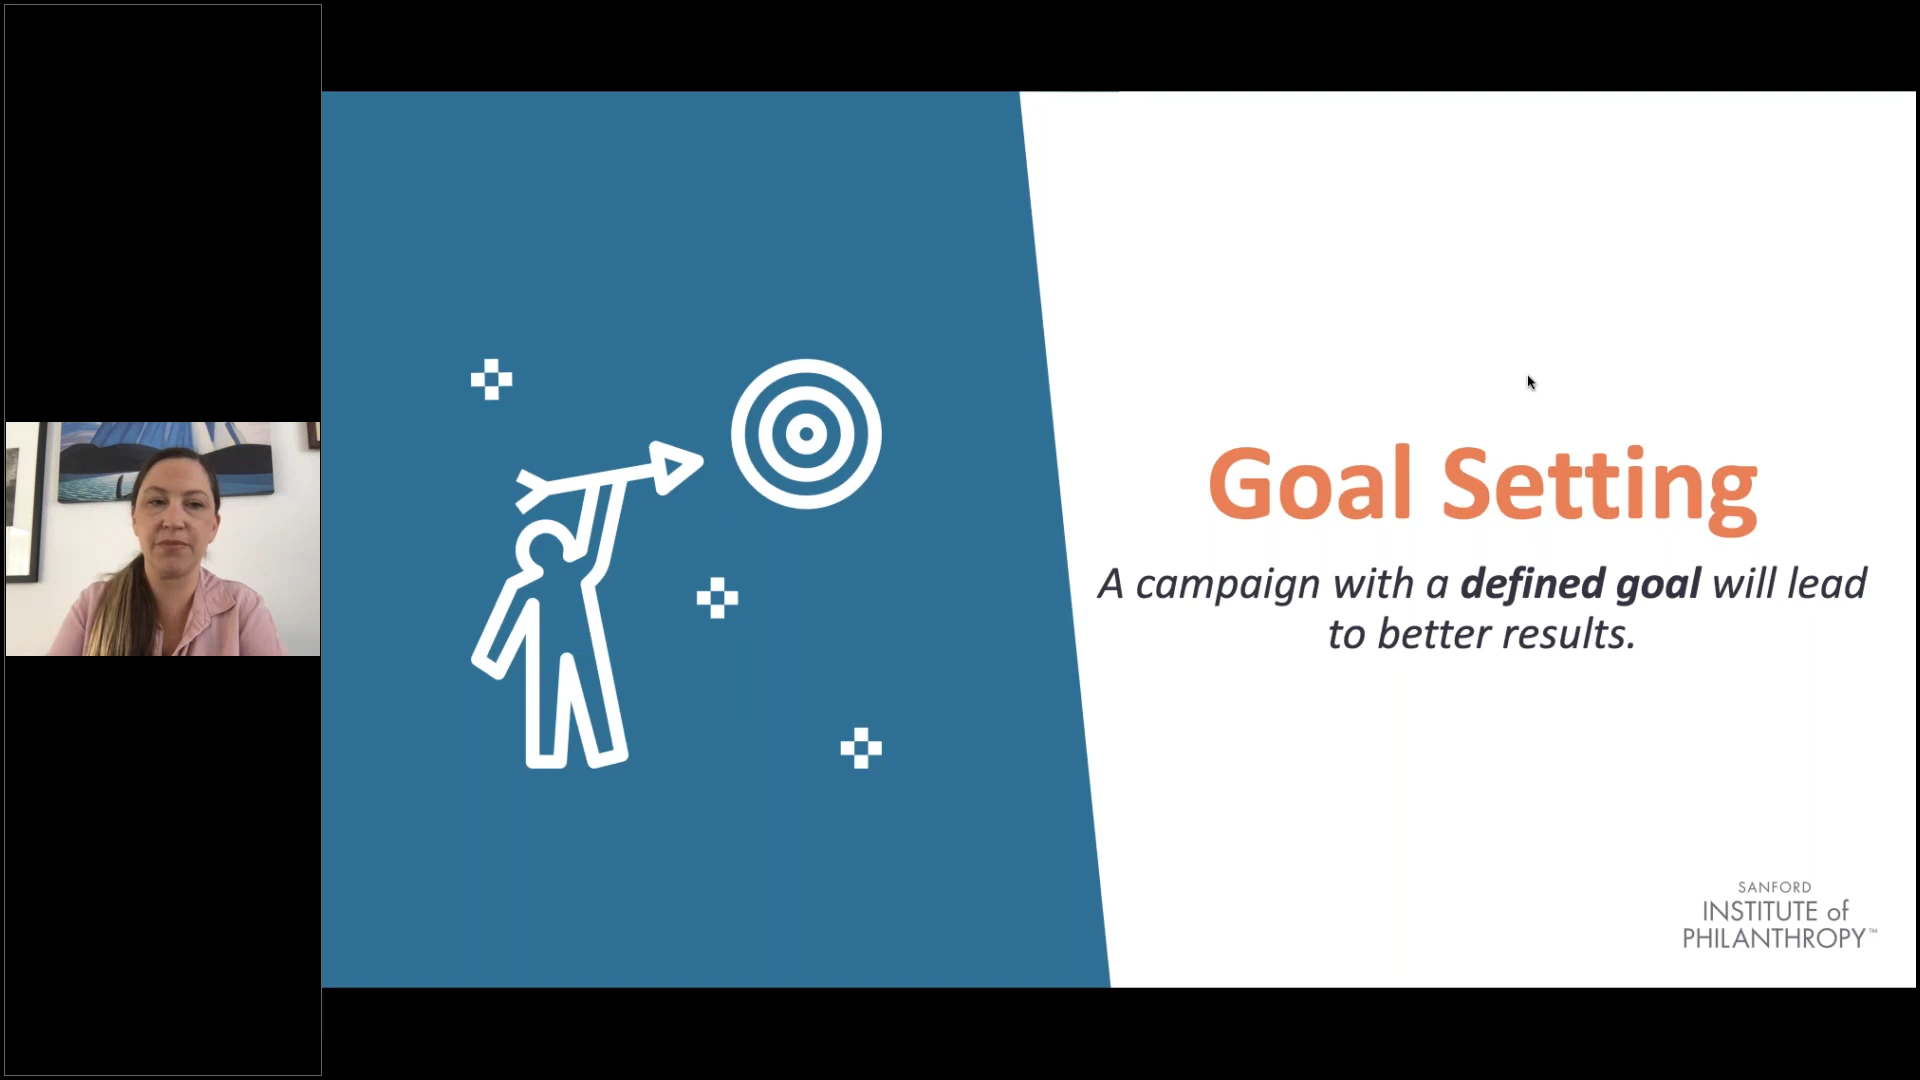 Goal Setting
A campaign with a defined goal will lead
to better results.
SANFORD
INSTITUTE of
PHILANTHROPY™